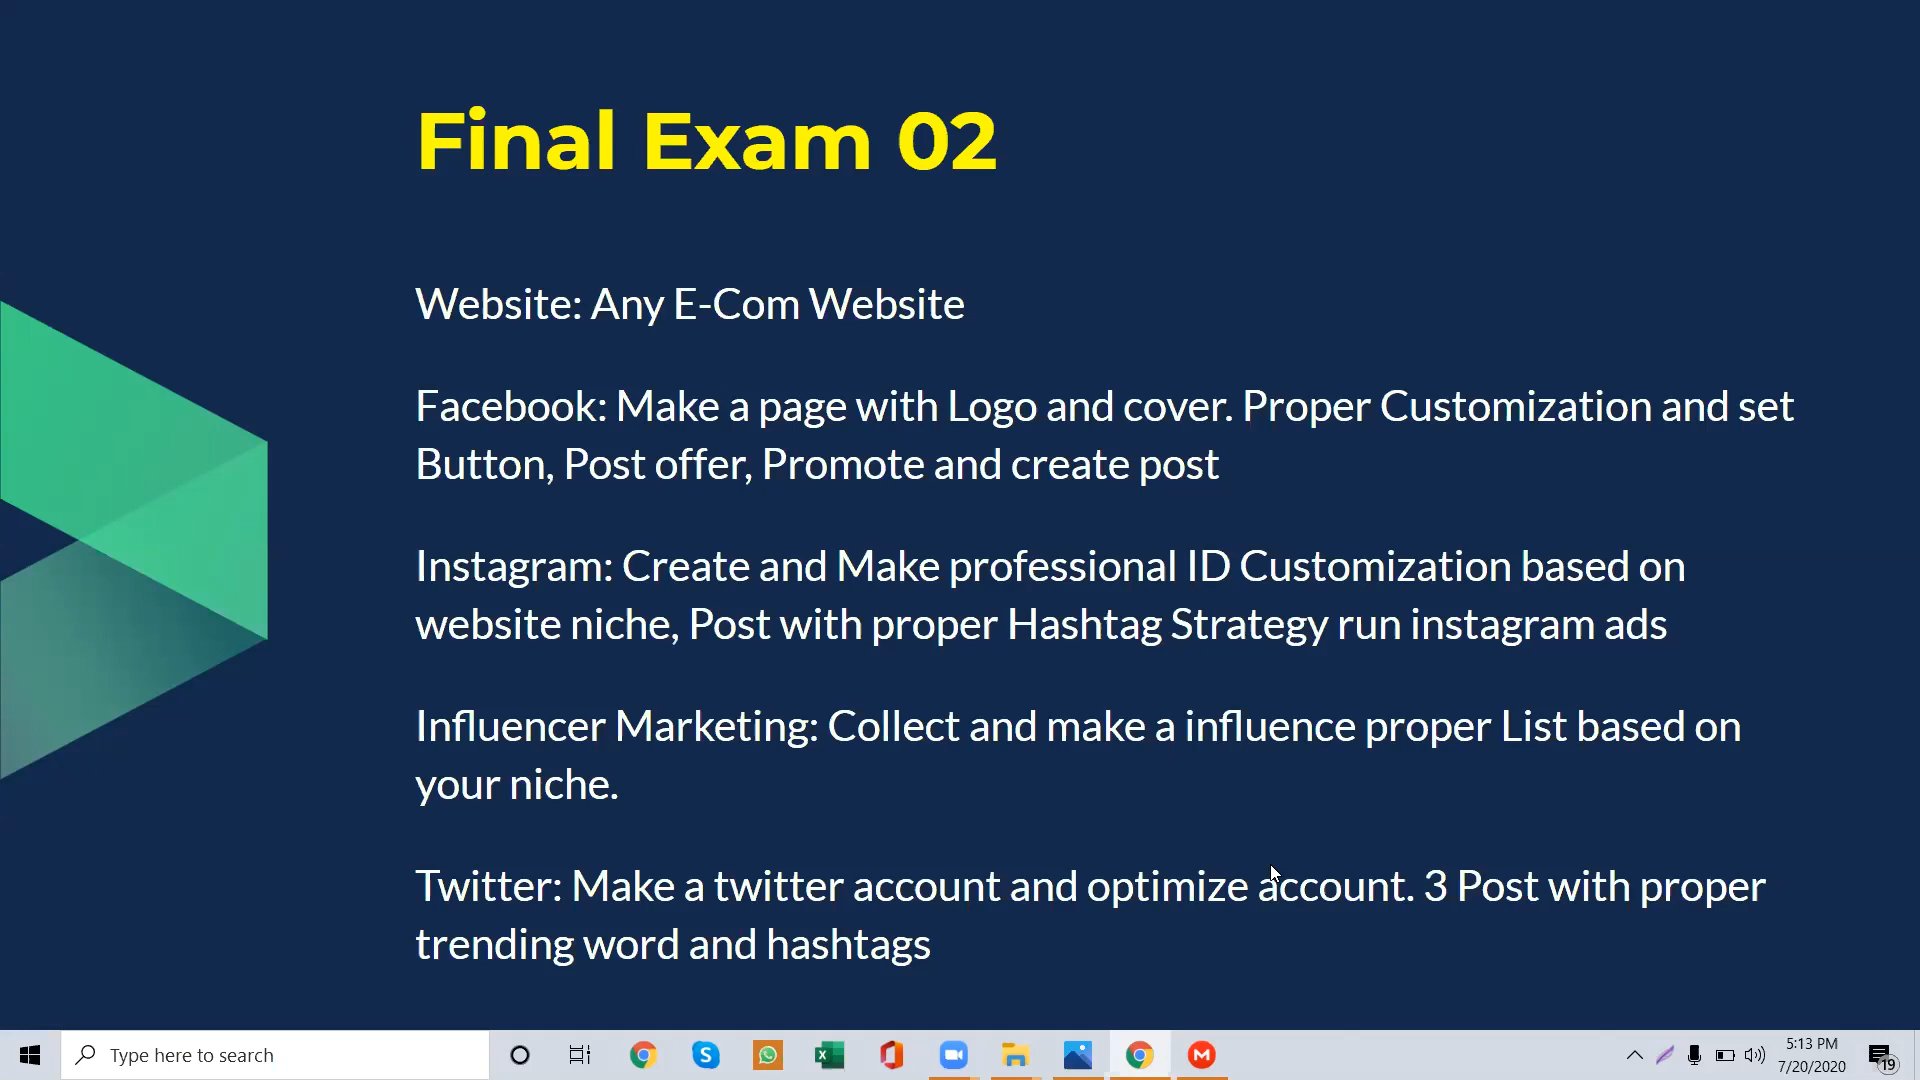 Final Exam 02
Website: Any E-Com Website
Facebook: Make a page with Logo and cover. Proper Customization and set
Button, Post offer, Promote and create post
Instagram: Create and Make professional ID Customization based on
website niche, Post with proper Hashtag Strategy run instagram ads
Influencer Marketing: Collect and make a influence proper List based on
your niche.
Twitter: Make a twitter account and optimize account. 3 Post with proper
trending word and hashtags
Type here to search
5:13 PM
7/20/2020
19